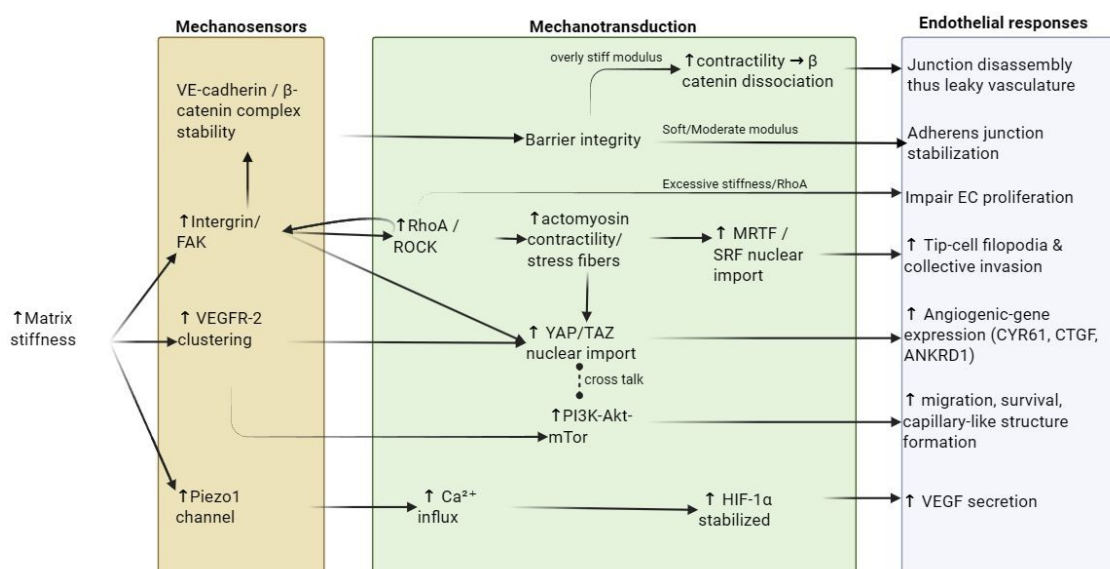 Mechanosensors
Mechanotransduction
Endothelial responses
VE-cadherin / β-
catenin complex
stability
overly stiff modulus
↑contractility → β
catenin dissociation
Junction disassembly
thus leaky vasculature
Barrier integrity
Soft/Moderate modulus
Adherens junction
stabilization
Excessive stiffness/RhoA
Impair EC proliferation
↑Intergrin/
FAK
↑RhoA /
ROCK
↑actomyosin
contractility/
stress fibers
↑ MRTF /
SRF nuclear
import
↑ Tip-cell filopodia &
collective invasion
↑Matrix
stiffness
↑ VEGFR-2
clustering
↑ YAP/TAZ
nuclear import
↑ Angiogenic-gene
expression (CYR61, CTGF,
ANKRD1)
cross talk
↑PI3K-Akt-
mTor
↑ migration, survival,
capillary-like structure
formation
↑Piezo1
channel
↑ Ca²⁺
influx
↑ HIF-1α
stabilized
↑ VEGF secretion